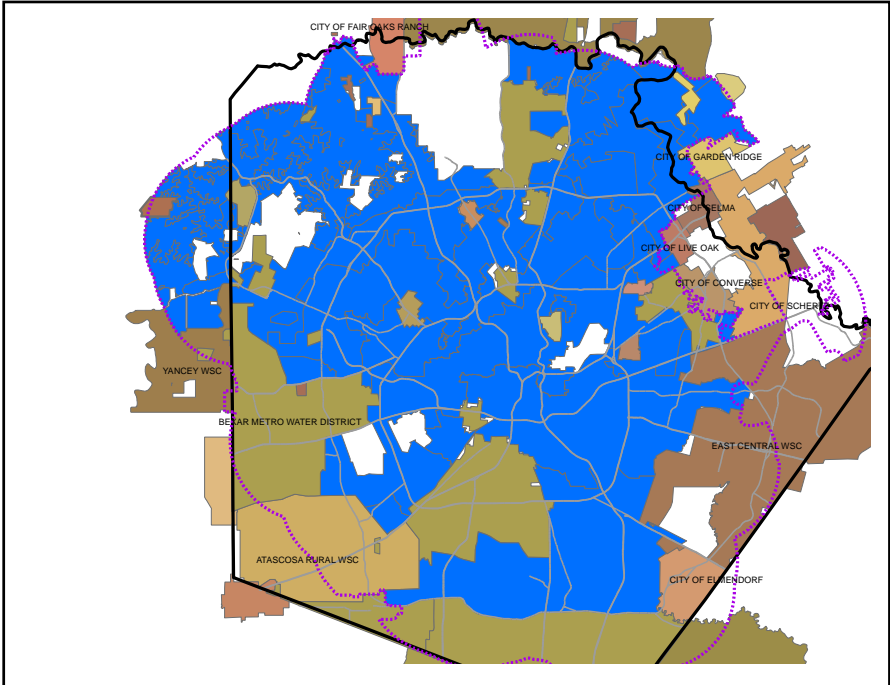 CITY OF FAIR OAKS RANCH
CITY OF GARDEN RIDGE
CITY OF SELMA
CITY OF LIVE OAK
CITY OF CONVERSE
CITY OF SCHERTZ
YANCEY WSC
BEXAR METRO WATER DISTRICT
EAST CENTRAL WSC
ATASCOSA RURAL WSC
CITY OF ELMENDORF